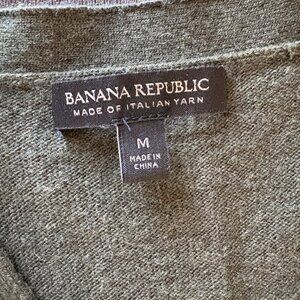 BANANA REPUBLIC
MADE OF ITALIAN YARN
M
MADE IN
CHINA